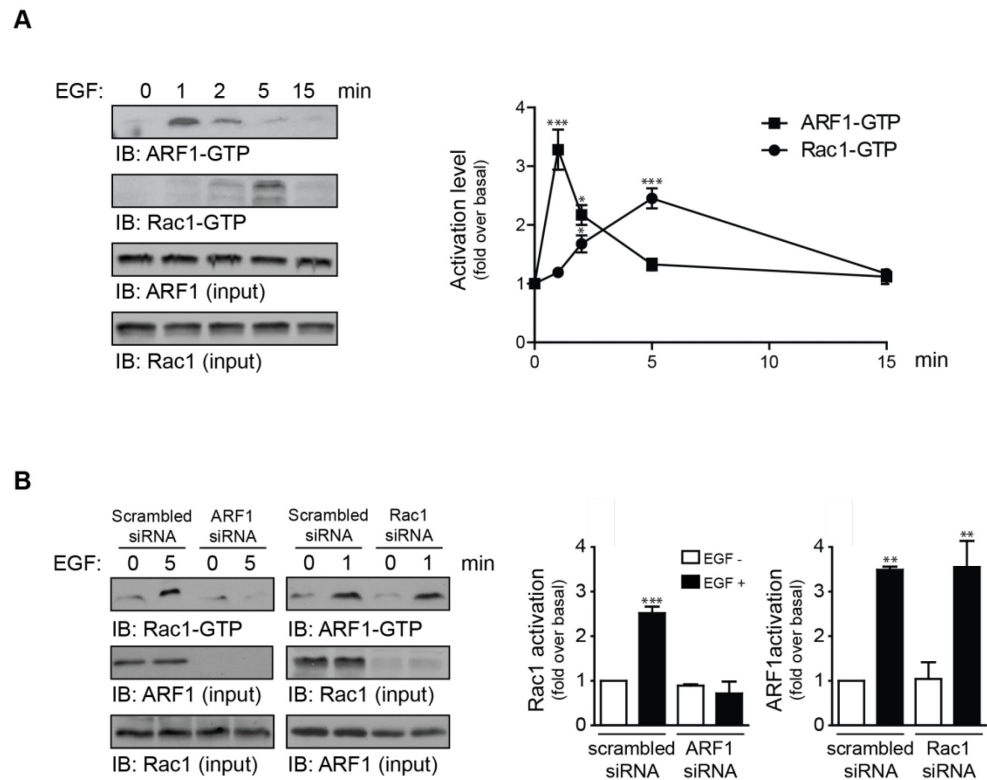 A
EGF: 0 1 2 5 15 min
IB: ARF1-GTP
IB: Rac1-GTP
IB: ARF1 (input)
IB: Rac1 (input)
Activation level
(fold over basal)
4
3
2
1
0
0 5 10 15 min
***
*
*
***
ARF1-GTP
Rac1-GTP
B
Scrambled siRNA
ARF1 siRNA
EGF: 0 5 0 5
IB: Rac1-GTP
IB: ARF1 (input)
IB: Rac1 (input)
Scrambled siRNA
Rac1 siRNA
0 1 0 1 min
IB: ARF1-GTP
IB: Rac1 (input)
IB: ARF1 (input)
Rac1 activation
(fold over basal)
4
3
2
1
0
EGF -
EGF +
***
scrambled siRNA
ARF1 siRNA
ARF1activation
(fold over basal)
4
3
2
1
0
**
**
scrambled siRNA
Rac1 siRNA